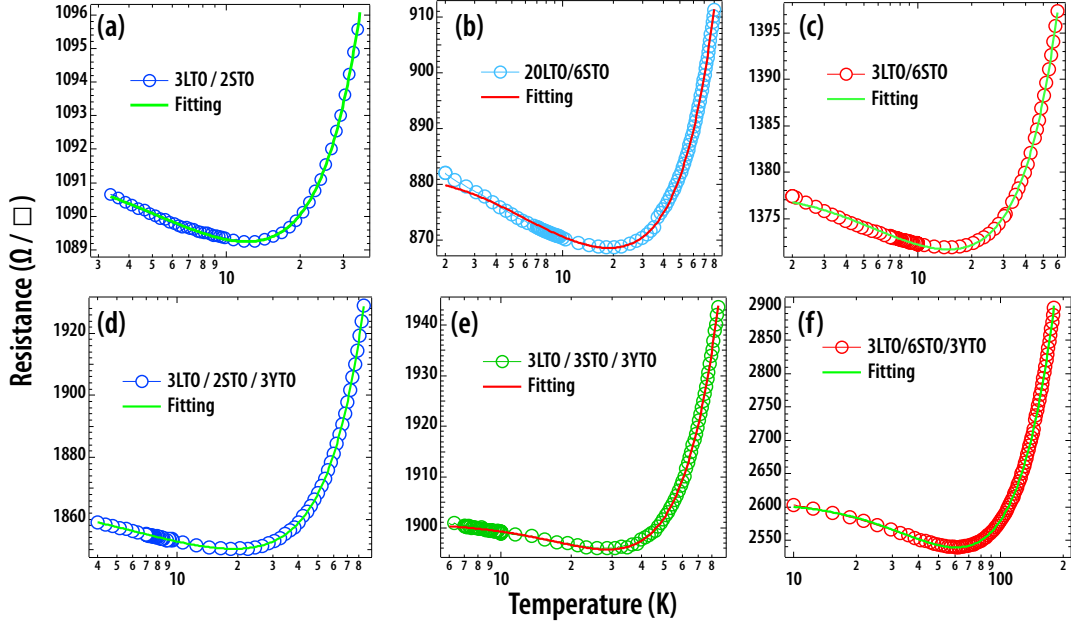 Resistance (Ω / □)
(a)
3LTO / 2STO
Fitting
1096
1095
1094
1093
1092
1091
1090
1089
3 4 5 6 7 8 9 10 2 3
(b)
20LTO/6STO
Fitting
910
900
890
880
870
2 3 4 5 6 7 8 10 2 3 4 5 6 7 8
(c)
3LTO/6STO
Fitting
1395
1390
1385
1380
1375
2 3 4 5 6 7 8 9 10 2 3 4 5 6
(d)
3LTO / 2STO / 3YTO
Fitting
1920
1900
1880
1860
4 5 6 7 8 9 10 2 3 4 5 6 7 8
(e)
3LTO / 3STO / 3YTO
Fitting
1940
1930
1920
1910
1900
5 6 7 8 9 10 2 3 4 5 6 7 8
(f)
3LTO/6STO/3YTO
Fitting
2900
2850
2800
2750
2700
2650
2600
2550
10 2 3 4 5 6 7 8 9 100 2
Temperature (K)